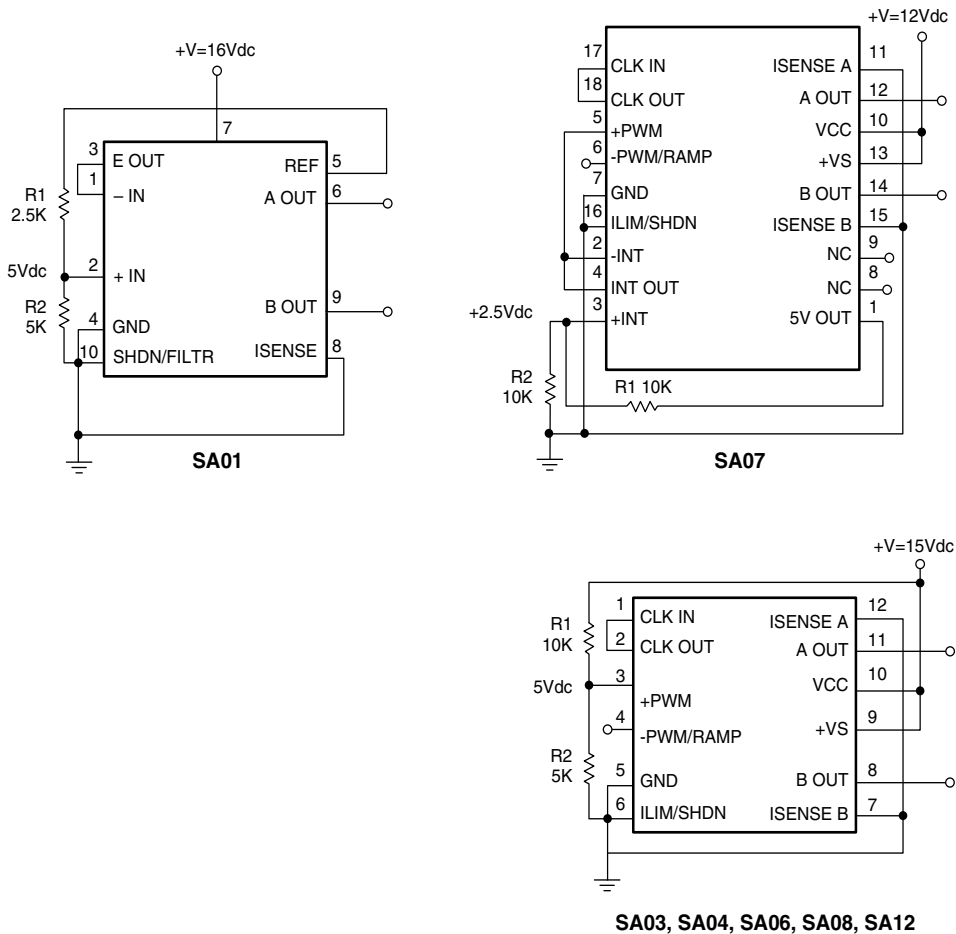 +V=16Vdc
7
3
E OUT
1
– IN
REF
5
A OUT
6
R1
2.5K
5Vdc
2
+ IN
R2
5K
4
GND
10
SHDN/FILTR
B OUT
9
ISENSE
8
SA01
+V=12Vdc
17
CLK IN
18
CLK OUT
5
+PWM
6
-PWM/RAMP
7
GND
16
ILIM/SHDN
2
-INT
4
INT OUT
3
+INT
+2.5Vdc
ISENSE A
11
A OUT
12
VCC
10
+VS
13
B OUT
14
ISENSE B
15
NC
9
NC
8
5V OUT
1
R2
10K
R1 10K
SA07
+V=15Vdc
R1
10K
5Vdc
R2
5K
1
CLK IN
2
CLK OUT
3
+PWM
4
-PWM/RAMP
5
GND
6
ILIM/SHDN
ISENSE A
12
A OUT
11
VCC
10
+VS
9
B OUT
8
ISENSE B
7
SA03, SA04, SA06, SA08, SA12